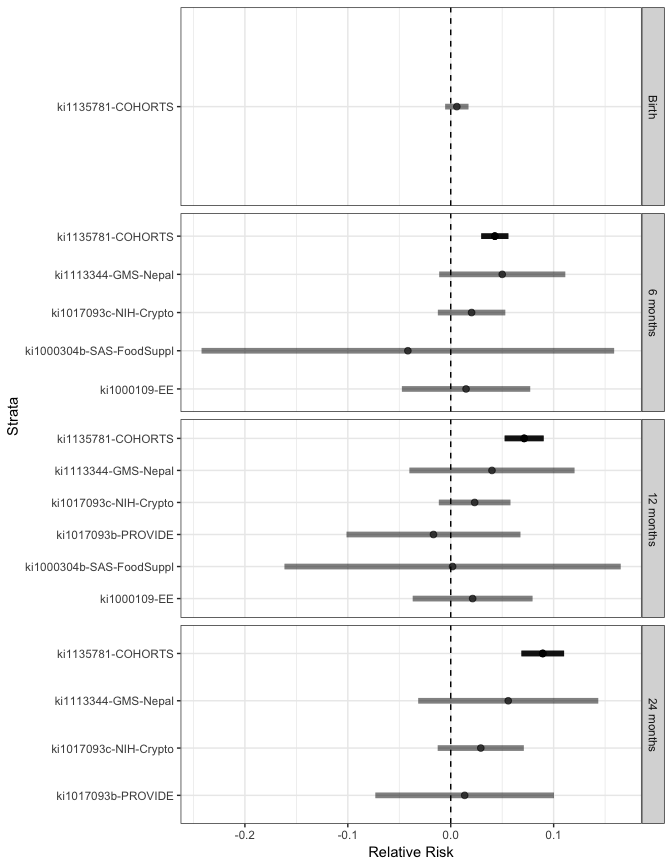 Strata
ki1135781-COHORTS
Birth
ki1135781-COHORTS
ki1113344-GMS-Nepal
ki1017093c-NIH-Crypto
ki1000304b-SAS-FoodSuppl
ki1000109-EE
6 months
ki1135781-COHORTS
ki1113344-GMS-Nepal
ki1017093c-NIH-Crypto
ki1017093b-PROVIDE
ki1000304b-SAS-FoodSuppl
ki1000109-EE
12 months
ki1135781-COHORTS
ki1113344-GMS-Nepal
ki1017093c-NIH-Crypto
ki1017093b-PROVIDE
24 months
-0.2 -0.1 0.0 0.1
Relative Risk